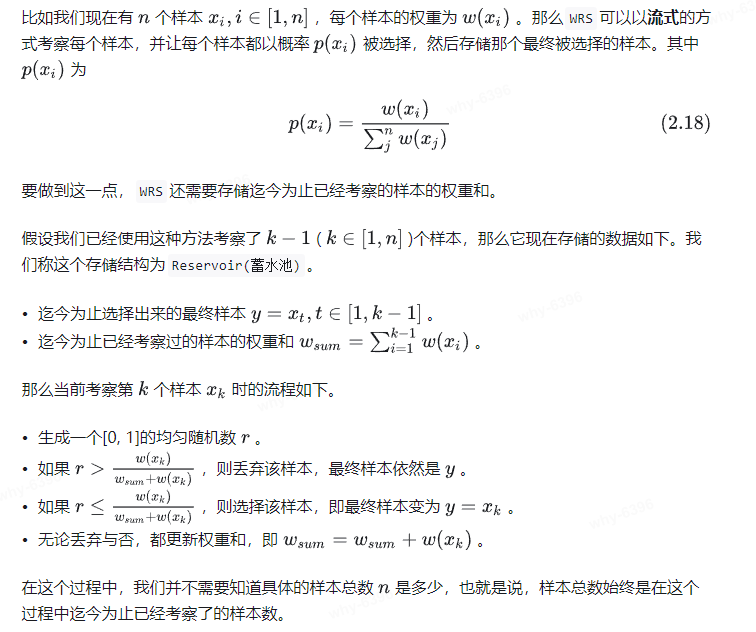 比如我们现在有 n 个样本 x_i, i ∈ [1, n] ，每个样本的权重为 w(x_i) 。那么 WRS 可以以流式的方
式考察每个样本，并让每个样本都以概率 p(x_i) 被选择，然后存储那个最终被选择的样本。其中
p(x_i) 为
p(x_i) = \frac{w(x_i)}{\sum_j^n w(x_j)} (2.18)
要做到这一点， WRS 还需要存储迄今为止已经考察的样本的权重和。
假设我们已经使用这种方法考察了 k − 1 ( k ∈ [1, n] )个样本，那么它现在存储的数据如下。我
们称这个存储结构为 Reservoir(蓄水池) 。
• 迄今为止选择出来的最终样本 y = x_t, t ∈ [1, k − 1] 。
• 迄今为止已经考察过的样本的权重和 w_{sum} = \sum_{i=1}^{k-1} w(x_i) 。
那么当前考察第 k 个样本 x_k 时的流程如下。
• 生成一个[0, 1]的均匀随机数 r 。
• 如果 r > \frac{w(x_k)}{w_{sum}+w(x_k)} ，则丢弃该样本，最终样本依然是 y 。
• 如果 r ≤ \frac{w(x_k)}{w_{sum}+w(x_k)} ，则选择该样本，即最终样本变为 y = x_k 。
• 无论丢弃与否，都更新权重和，即 w_{sum} = w_{sum} + w(x_k) 。
在这个过程中，我们并不需要知道具体的样本总数 n 是多少，也就是说，样本总数始终是在这个
过程中迄今为止已经考察了的样本数。
why-6396